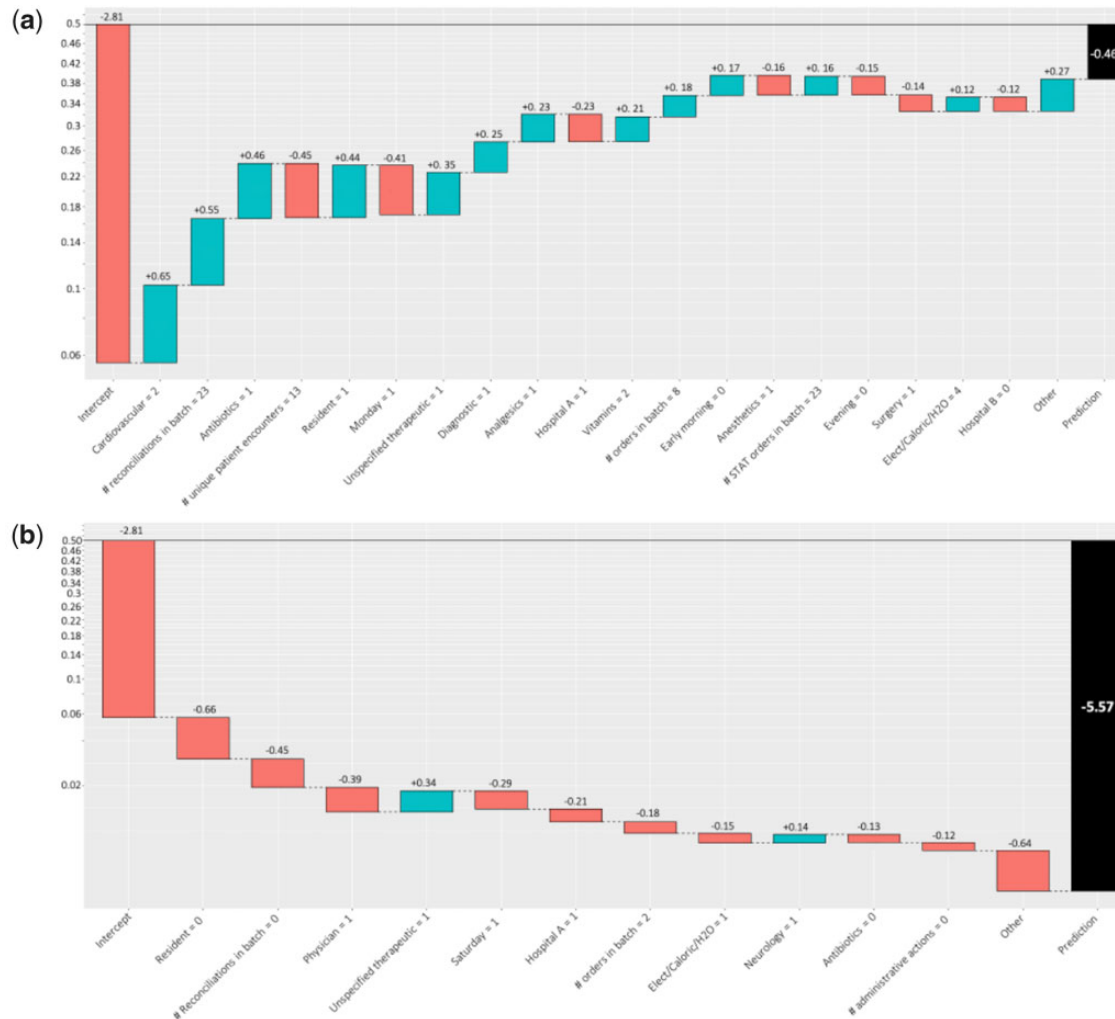 (a)
-2.81
+0.65
+0.55
+0.46
-0.45
+0.44
-0.41
+0. 35
+0. 25
+0. 23
-0.23
+0. 21
+0. 18
+0. 17
-0.16
+0. 16
-0.15
-0.14
+0.12
-0.12
+0.27
-0.46
0.5
0.46
0.42
0.38
0.34
0.3
0.26
0.22
0.18
0.14
0.1
0.06
Intercept
Cardiovascular = 2
# reconciliations in batch = 23
Antibiotics = 1
# unique patient encounters = 13
Resident = 1
Monday = 1
Unspecified therapeutic = 1
Diagnostic = 1
Analgesics = 1
Hospital A = 1
Vitamins = 2
# orders in batch = 8
Early morning = 0
Anesthetics = 1
# STAT orders in batch = 23
Evening = 0
Surgery = 1
Elect/Caloric/H2O = 4
Hospital B = 0
Other
Prediction
(b)
-2.81
-0.66
-0.45
-0.39
+0.34
-0.29
-0.21
-0.18
-0.15
+0.14
-0.13
-0.12
-0.64
-5.57
0.50
0.46
0.42
0.38
0.34
0.3
0.26
0.22
0.18
0.14
0.1
0.06
0.02
Intercept
Resident = 0
# Reconciliations in batch = 0
Physician = 1
Unspecified therapeutic = 1
Saturday = 1
Hospital A = 1
# orders in batch = 2
Elect/Caloric/H2O = 1
Neurology = 1
Antibiotics = 0
# administrative actions = 0
Other
Prediction